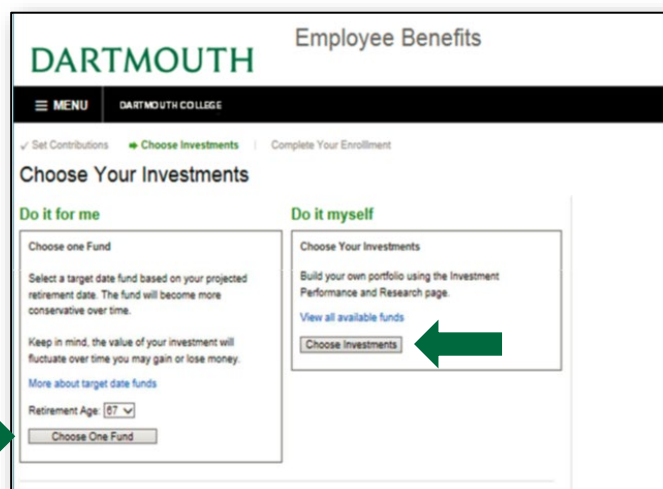 DARTMOUTH
Employee Benefits
≡ MENU
DARTMOUTH COLLEGE
✓ Set Contributions
➡ Choose Investments
Complete Your Enrollment
Choose Your Investments
Do it for me
Choose one Fund
Select a target date fund based on your projected
retirement date. The fund will become more
conservative over time.
Keep in mind, the value of your investment will
fluctuate over time you may gain or lose money.
More about target date funds
Retirement Age: 67
Choose One Fund
Do it myself
Choose Your Investments
Build your own portfolio using the Investment
Performance and Research page.
View all available funds
Choose Investments